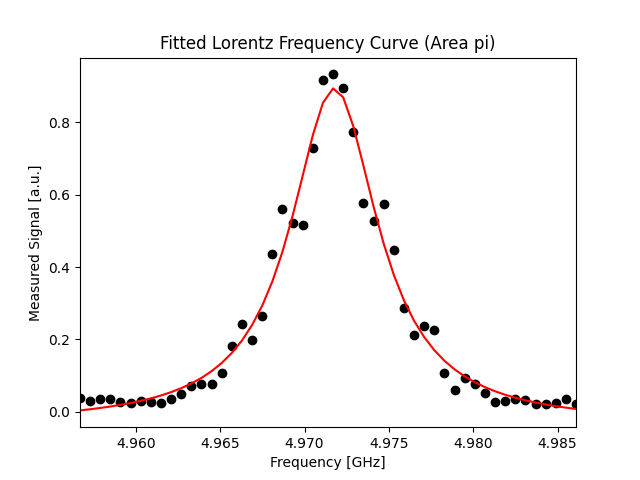 Fitted Lorentz Frequency Curve (Area pi)
Measured Signal [a.u.]
0.8
0.6
0.4
0.2
0.0
4.960 4.965 4.970 4.975 4.980 4.985
Frequency [GHz]